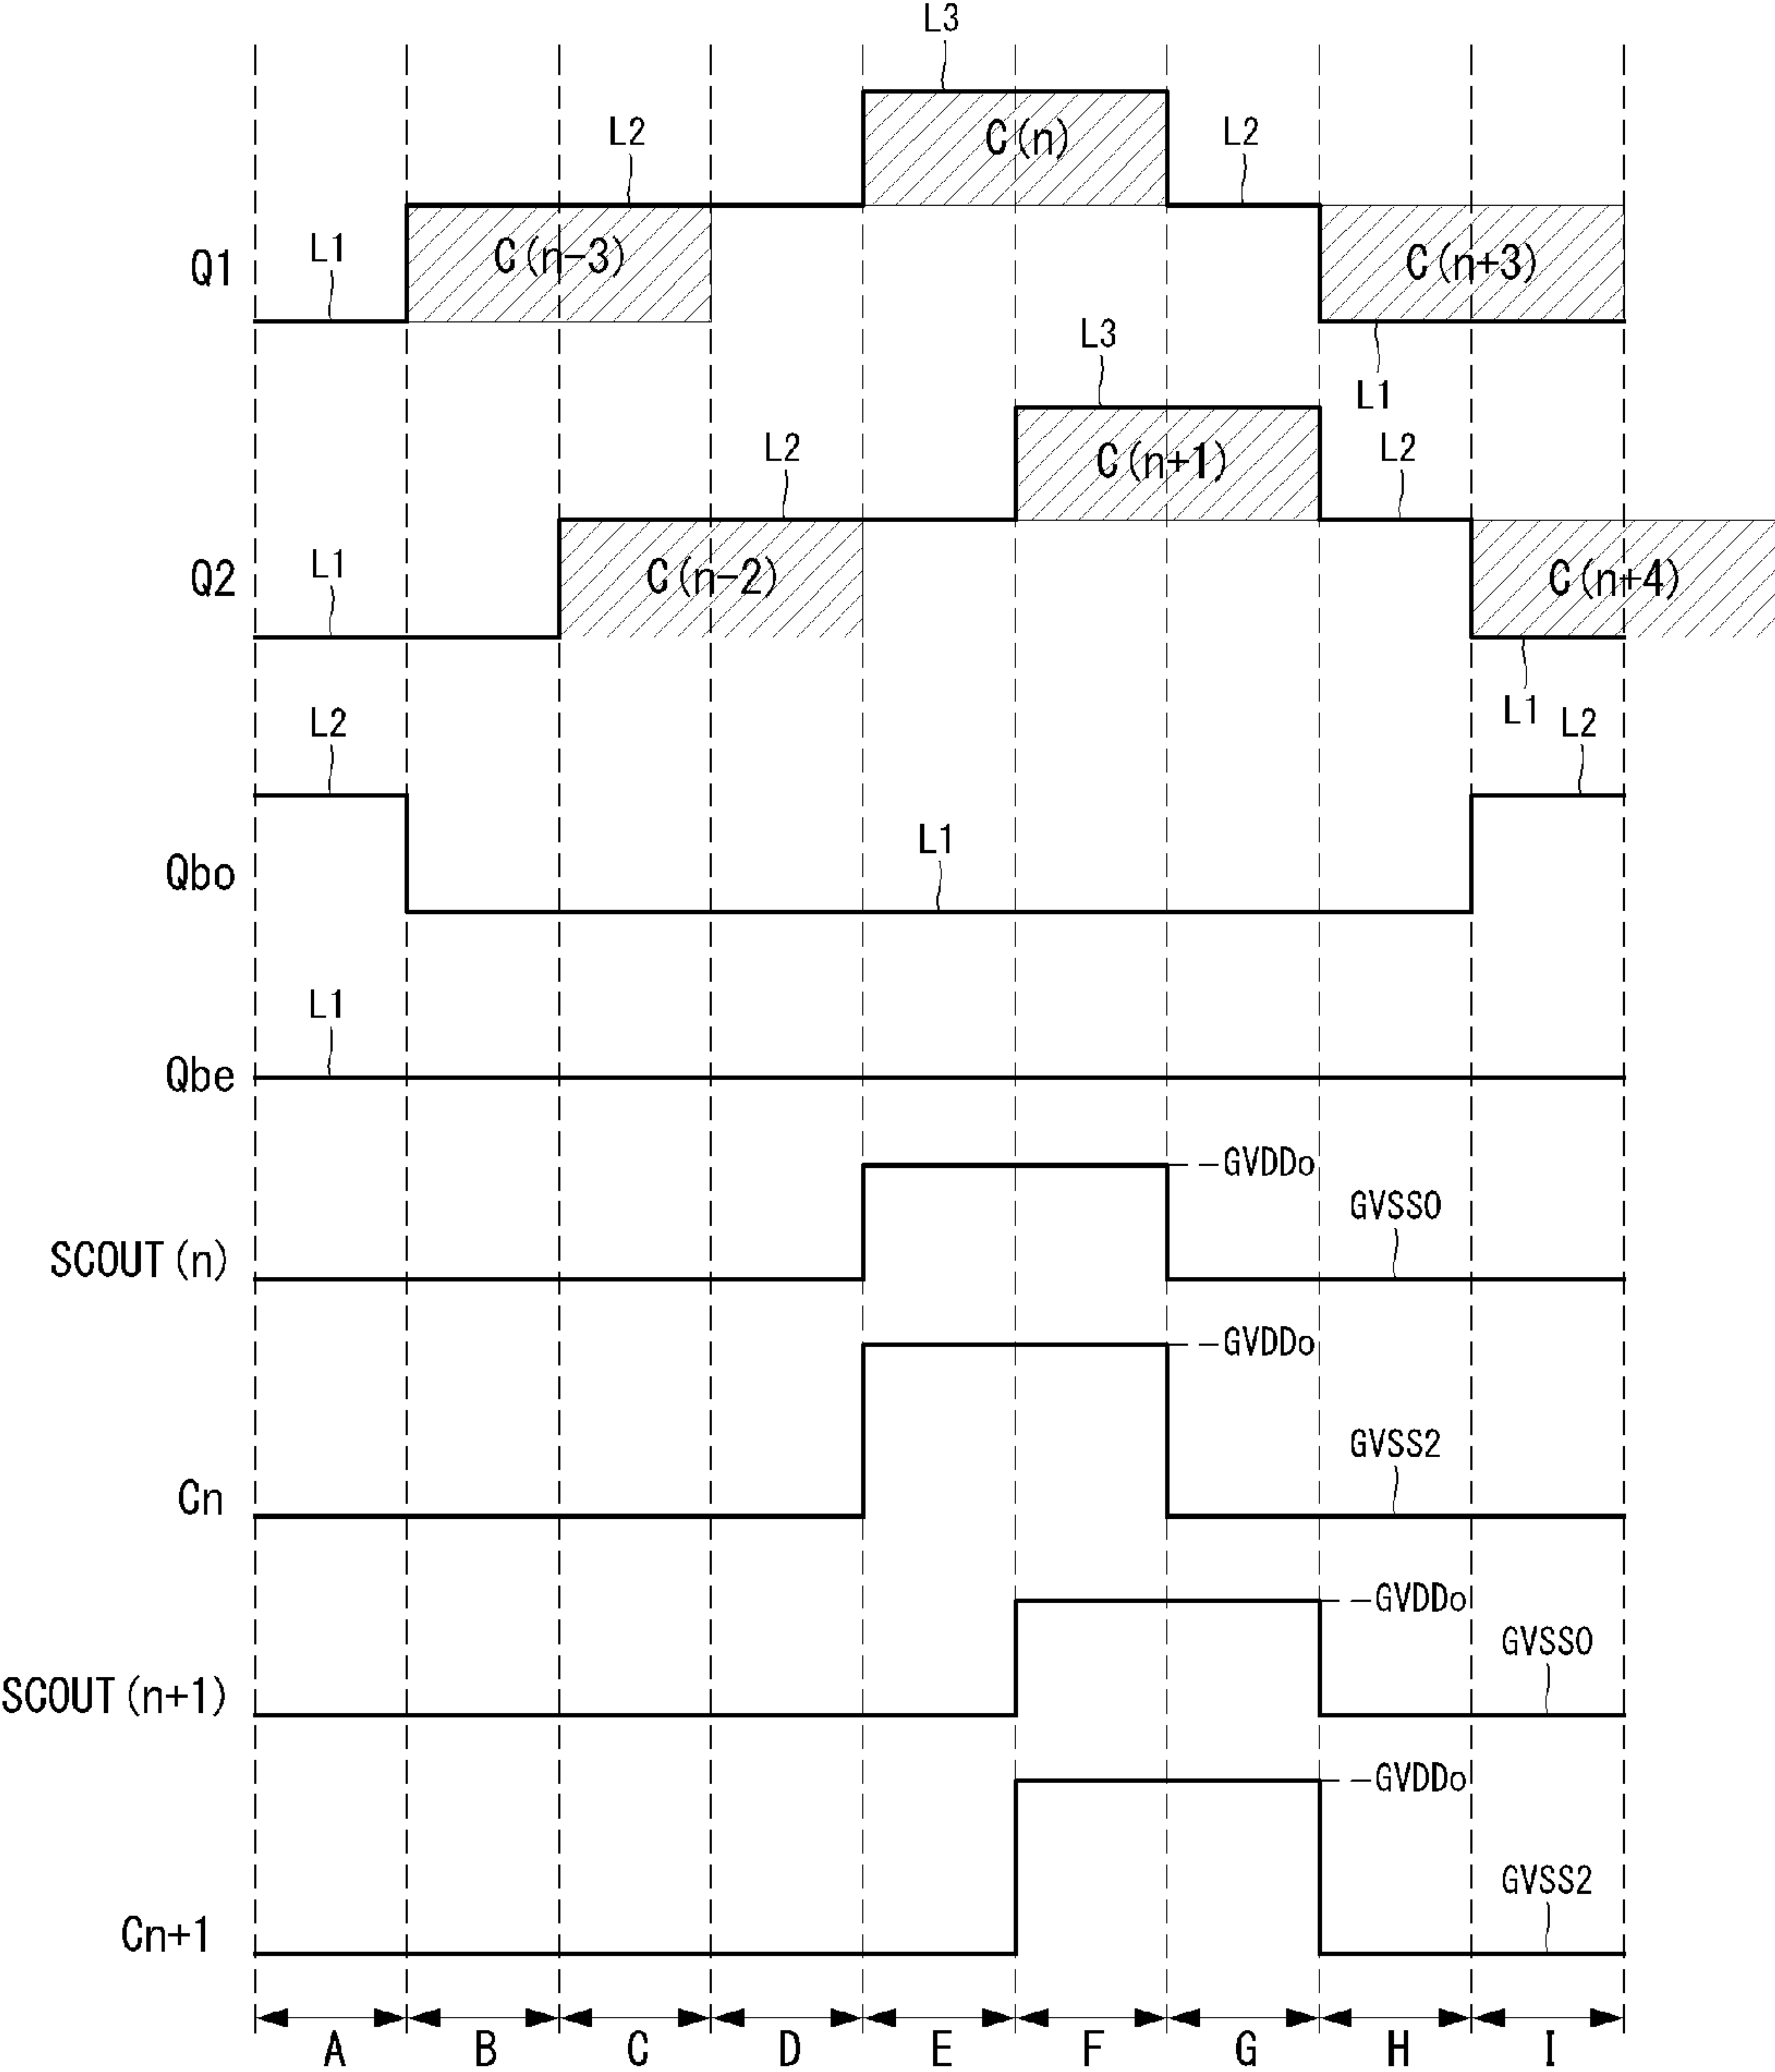 L3
C(n)
L2
L2
Q1
L1
C(n-3)
C(n+3)
L1
L3
C(n+1)
L2
L2
Q2
L1
C(n-2)
C(n+4)
L1
L2
L2
Qbo
L1
Qbe
L1
GVDDo
GVSS0
SCOUT(n)
GVDDo
GVSS2
Cn
GVDDo
GVSS0
SCOUT(n+1)
GVDDo
GVSS2
Cn+1
A B C D E F G H I